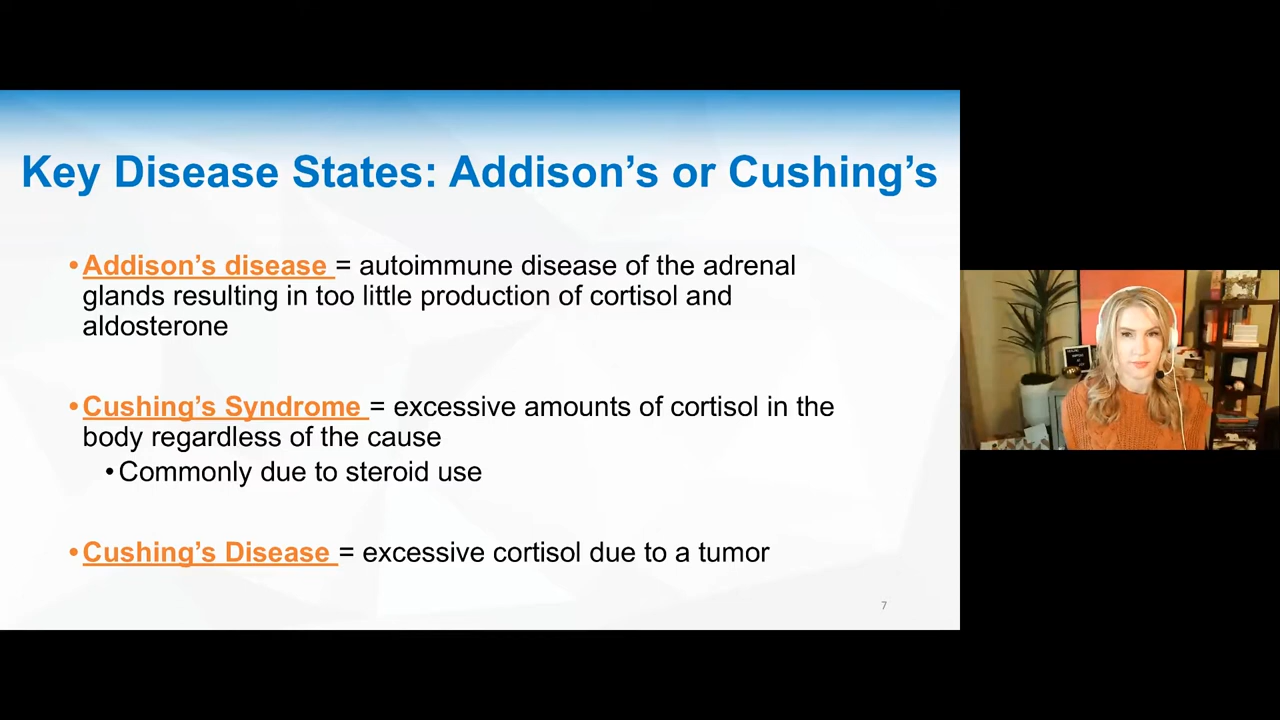 Key Disease States: Addison’s or Cushing’s
•Addison’s disease = autoimmune disease of the adrenal
glands resulting in too little production of cortisol and
aldosterone
•Cushing’s Syndrome = excessive amounts of cortisol in the
body regardless of the cause
•Commonly due to steroid use
•Cushing’s Disease = excessive cortisol due to a tumor
7